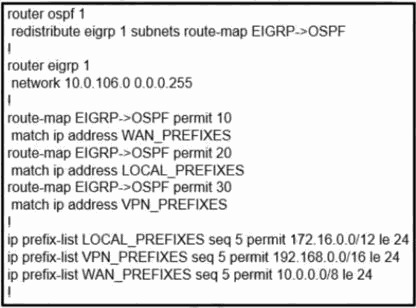 router ospf 1
redistribute eigrp 1 subnets route-map EIGRP->OSPF
!
router eigrp 1
network 10.0.106.0 0.0.0.255
!
route-map EIGRP->OSPF permit 10
match ip address WAN_PREFIXES
route-map EIGRP->OSPF permit 20
match ip address LOCAL_PREFIXES
route-map EIGRP->OSPF permit 30
match ip address VPN_PREFIXES
!
ip prefix-list LOCAL_PREFIXES seq 5 permit 172.16.0.0/12 le 24
ip prefix-list VPN_PREFIXES seq 5 permit 192.168.0.0/16 le 24
ip prefix-list WAN_PREFIXES seq 5 permit 10.0.0.0/8 le 24
!